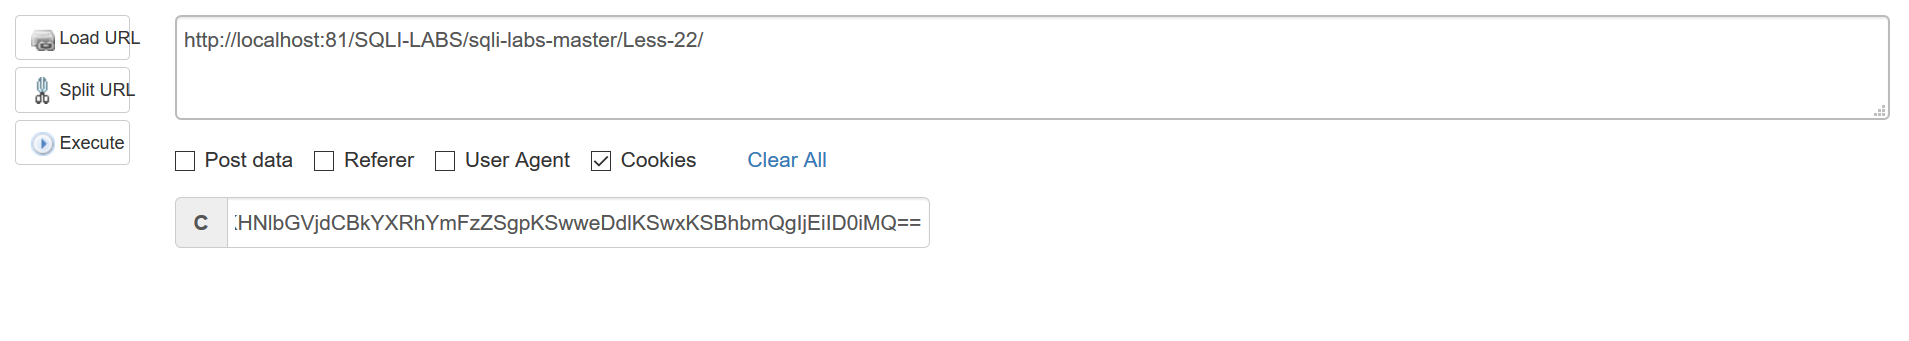 Load URL
http://localhost:81/SQLI-LABS/sqli-labs-master/Less-22/
Split URL
Execute
Post data Referer User Agent Cookies Clear All
C HNlbGVjdCBkYXRhYmFzZSgpKSwweDdlKSwxKSBhbmQgIjEiID0iMQ==